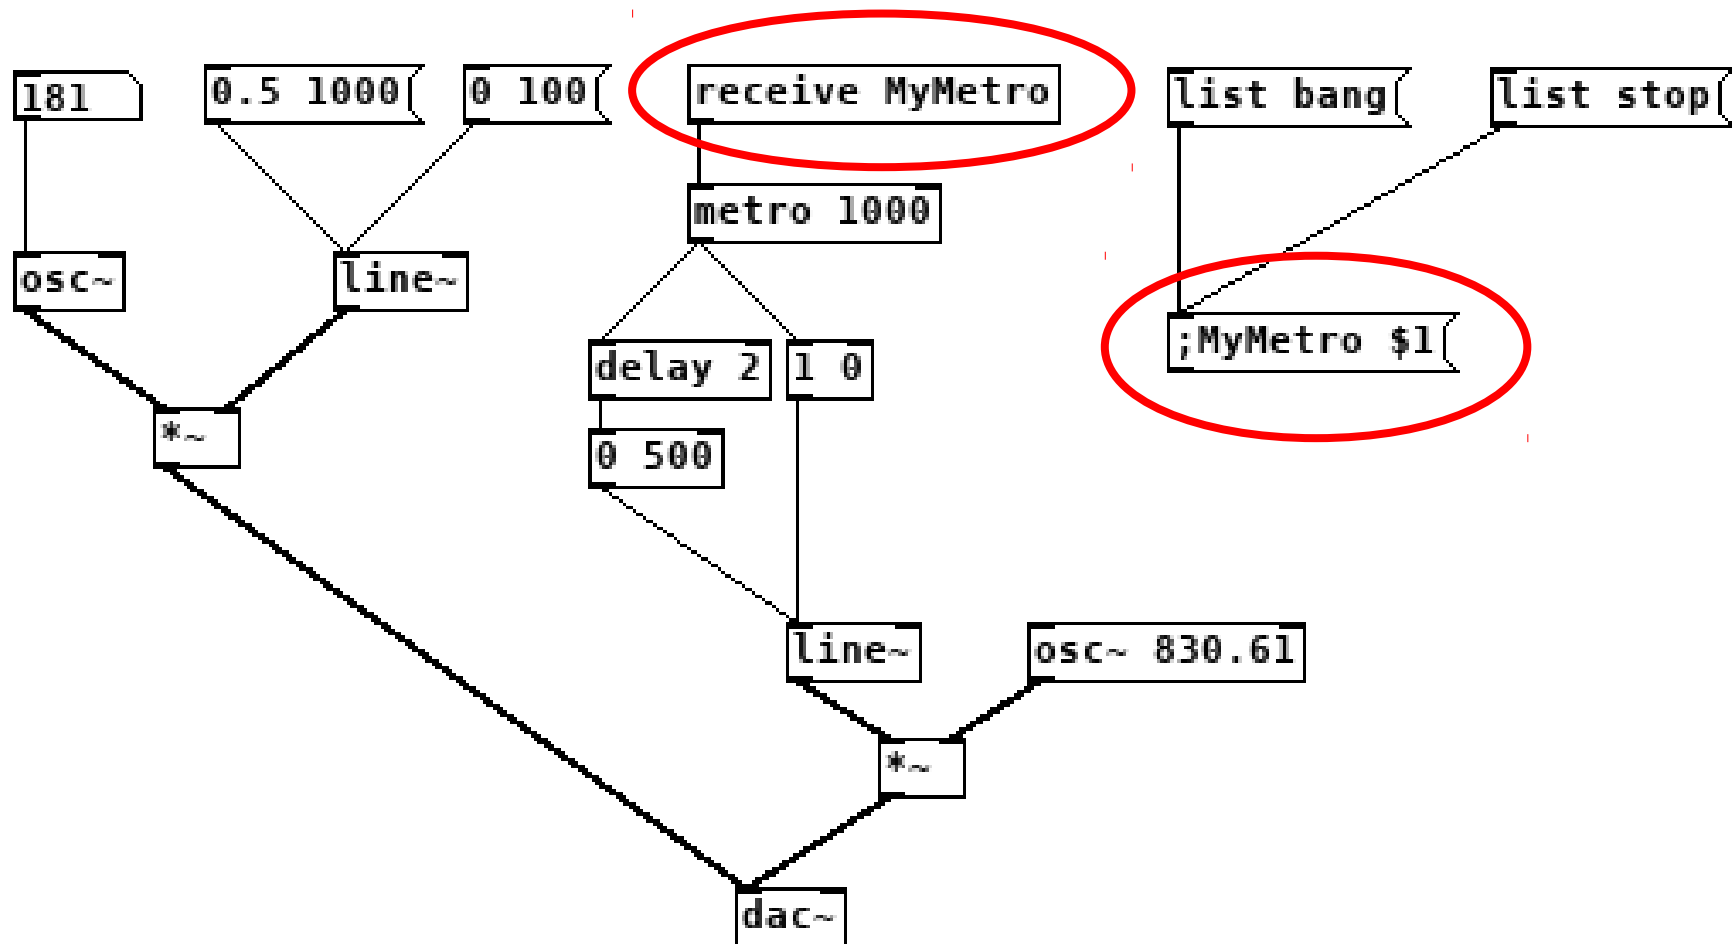 181
0.5 1000
0 100
receive MyMetro
list bang
list stop
metro 1000
osc~
line~
;MyMetro $1
delay 2
1 0
*~
0 500
line~
osc~ 830.61
*~
dac~